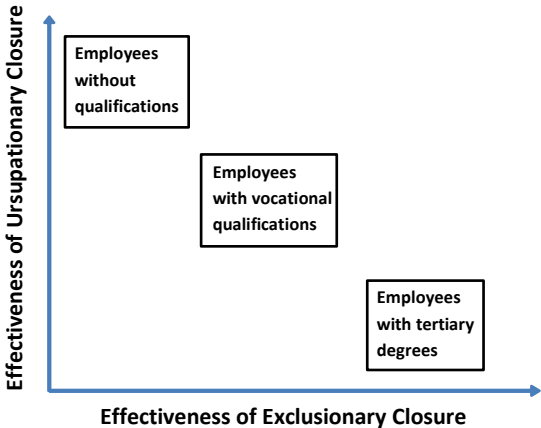 Effectiveness of Ursupationary Closure
Employees
without
qualifications
Employees
with vocational
qualifications
Employees
with tertiary
degrees
Effectiveness of Exclusionary Closure